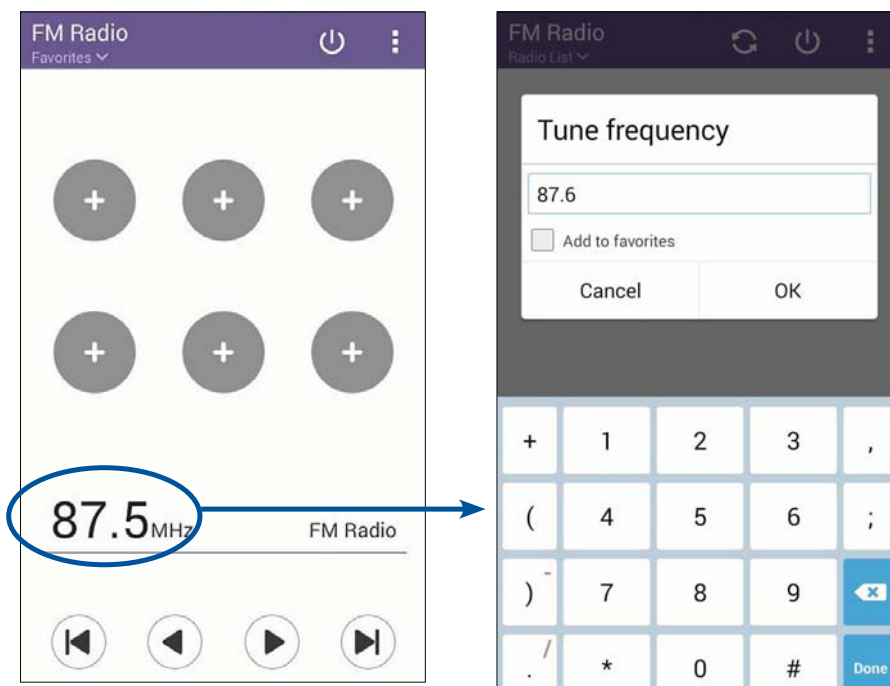 FM Radio
Favorites
+ + +
+ + +
87.5MHz FM Radio
FM Radio
Radio List
Tune frequency
87.6
Add to favorites
Cancel OK
+ 1 2 3 ,
( 4 5 6 ;
) - 7 8 9
. / * 0 # Done